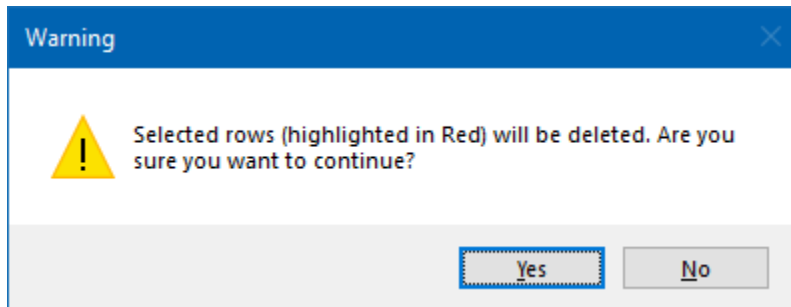 Warning
Selected rows (highlighted in Red) will be deleted. Are you
sure you want to continue?
Yes
No